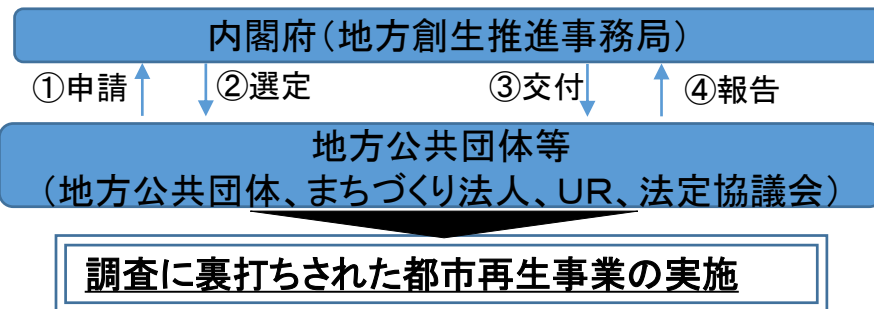 内閣府（地方創生推進事務局）
①申請 ②選定 ③交付 ④報告
地方公共団体等
（地方公共団体、まちづくり法人、ＵＲ、法定協議会）
調査に裏打ちされた都市再生事業の実施